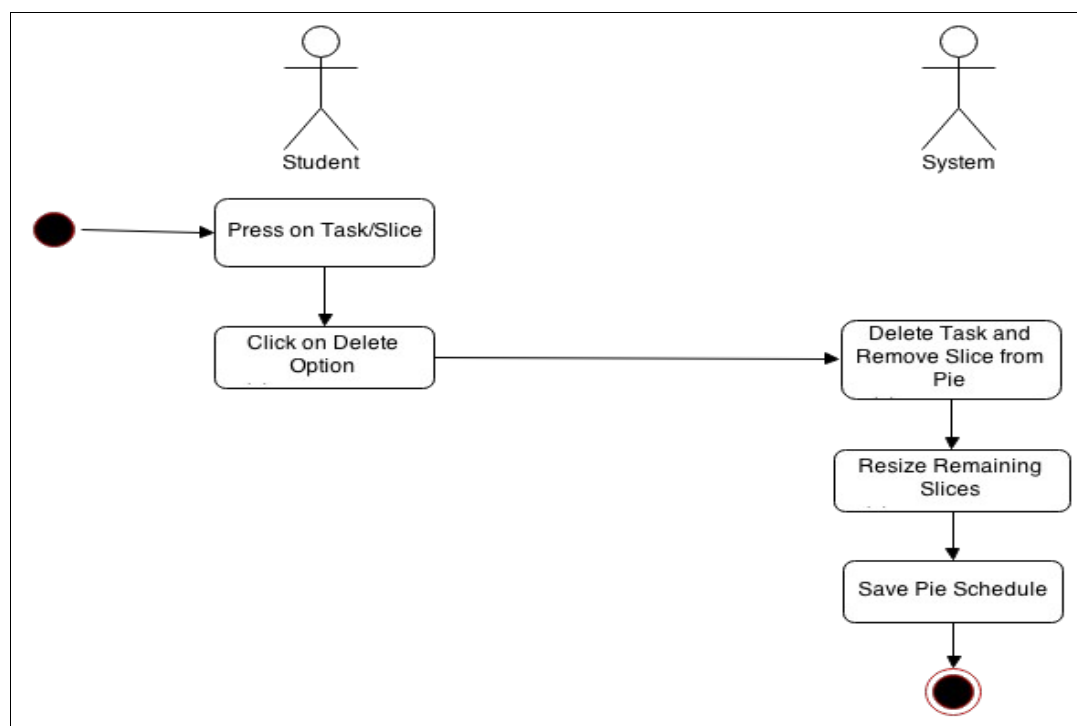 Student
System
Press on Task/Slice
Click on Delete
Option
Delete Task and
Remove Slice from
Pie
Resize Remaining
Slices
Save Pie Schedule